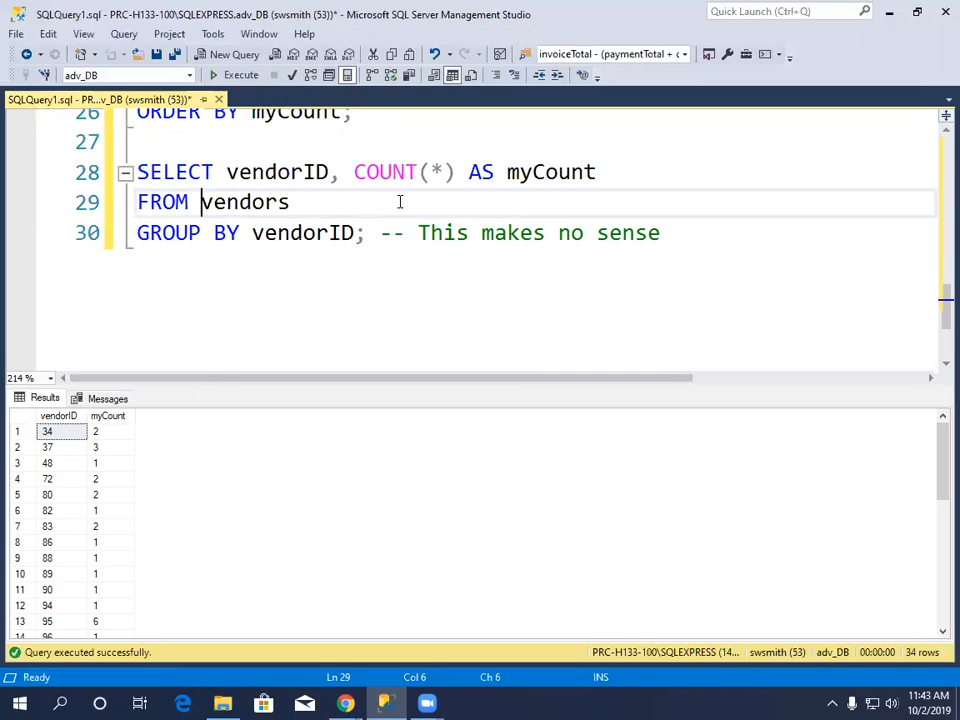 SQLQuery1.sql - PRC-H133-100\SQLEXPRESS.adv_DB (swsmith (53))* - Microsoft SQL Server Management Studio
Quick Launch (Ctrl+Q)
File Edit View Query Project Tools Window Help
New Query
invoiceTotal - (paymentTotal + c
adv_DB
Execute
SQLQuery1.sql - PR...v_DB (swsmith (53))*
26 ORDER BY myCount;
27
28 SELECT vendorID, COUNT(*) AS myCount
29 FROM vendors
30 GROUP BY vendorID; -- This makes no sense
214 %
Results Messages
vendorID myCount
1 34 2
2 37 3
3 48 1
4 72 2
5 80 2
6 82 1
7 83 2
8 86 1
9 88 1
10 89 1
11 90 1
12 94 1
13 95 6
14 96 1
Query executed successfully. PRC-H133-100\SQLEXPRESS (14... swsmith (53) adv_DB 00:00:00 34 rows
Ready Ln 29 Col 6 Ch 6 INS
11:43 AM
10/2/2019